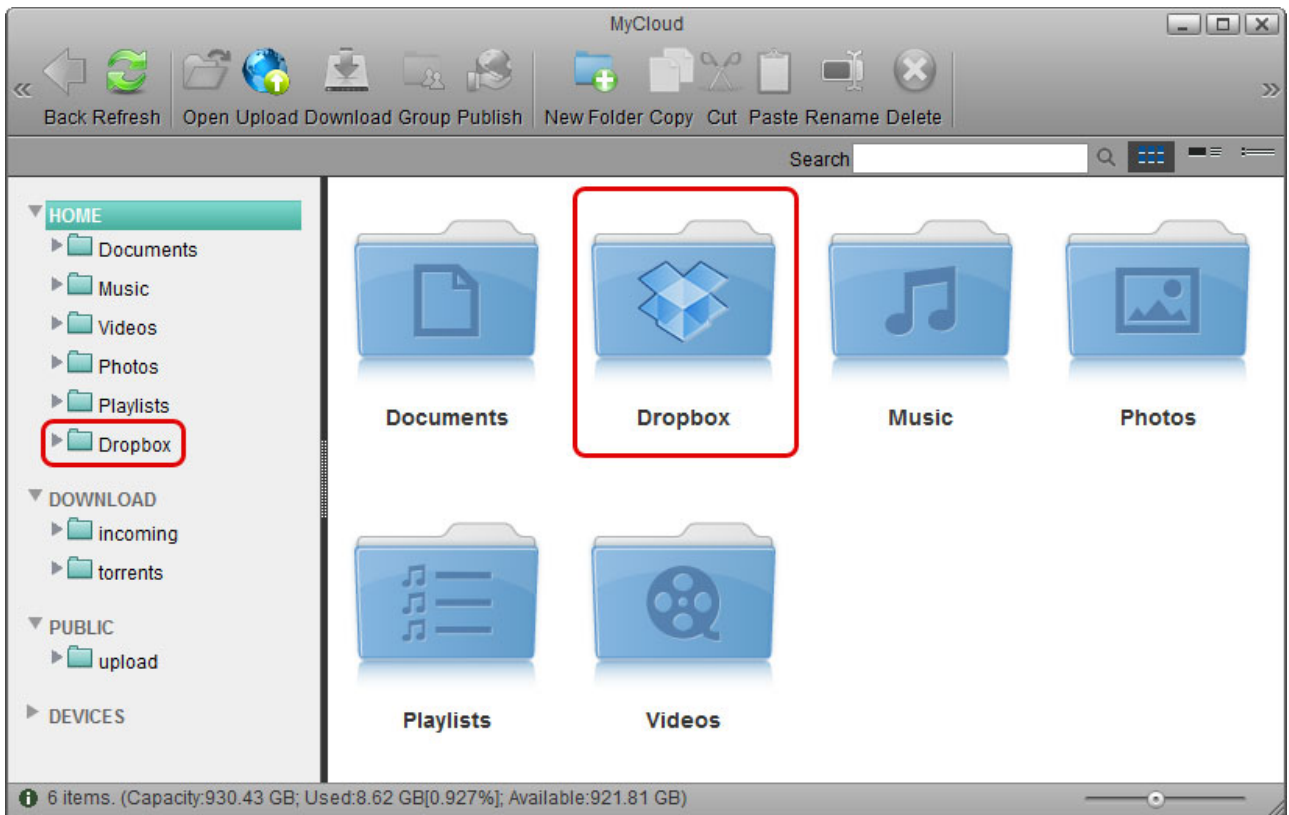 MyCloud
Back Refresh Open Upload Download Group Publish New Folder Copy Cut Paste Rename Delete
Search
HOME
Documents
Music
Videos
Photos
Playlists
Dropbox
DOWNLOAD
incoming
torrents
PUBLIC
upload
DEVICES
Documents Dropbox Music Photos
Playlists Videos
6 items. (Capacity:930.43 GB; Used:8.62 GB[0.927%]; Available:921.81 GB)